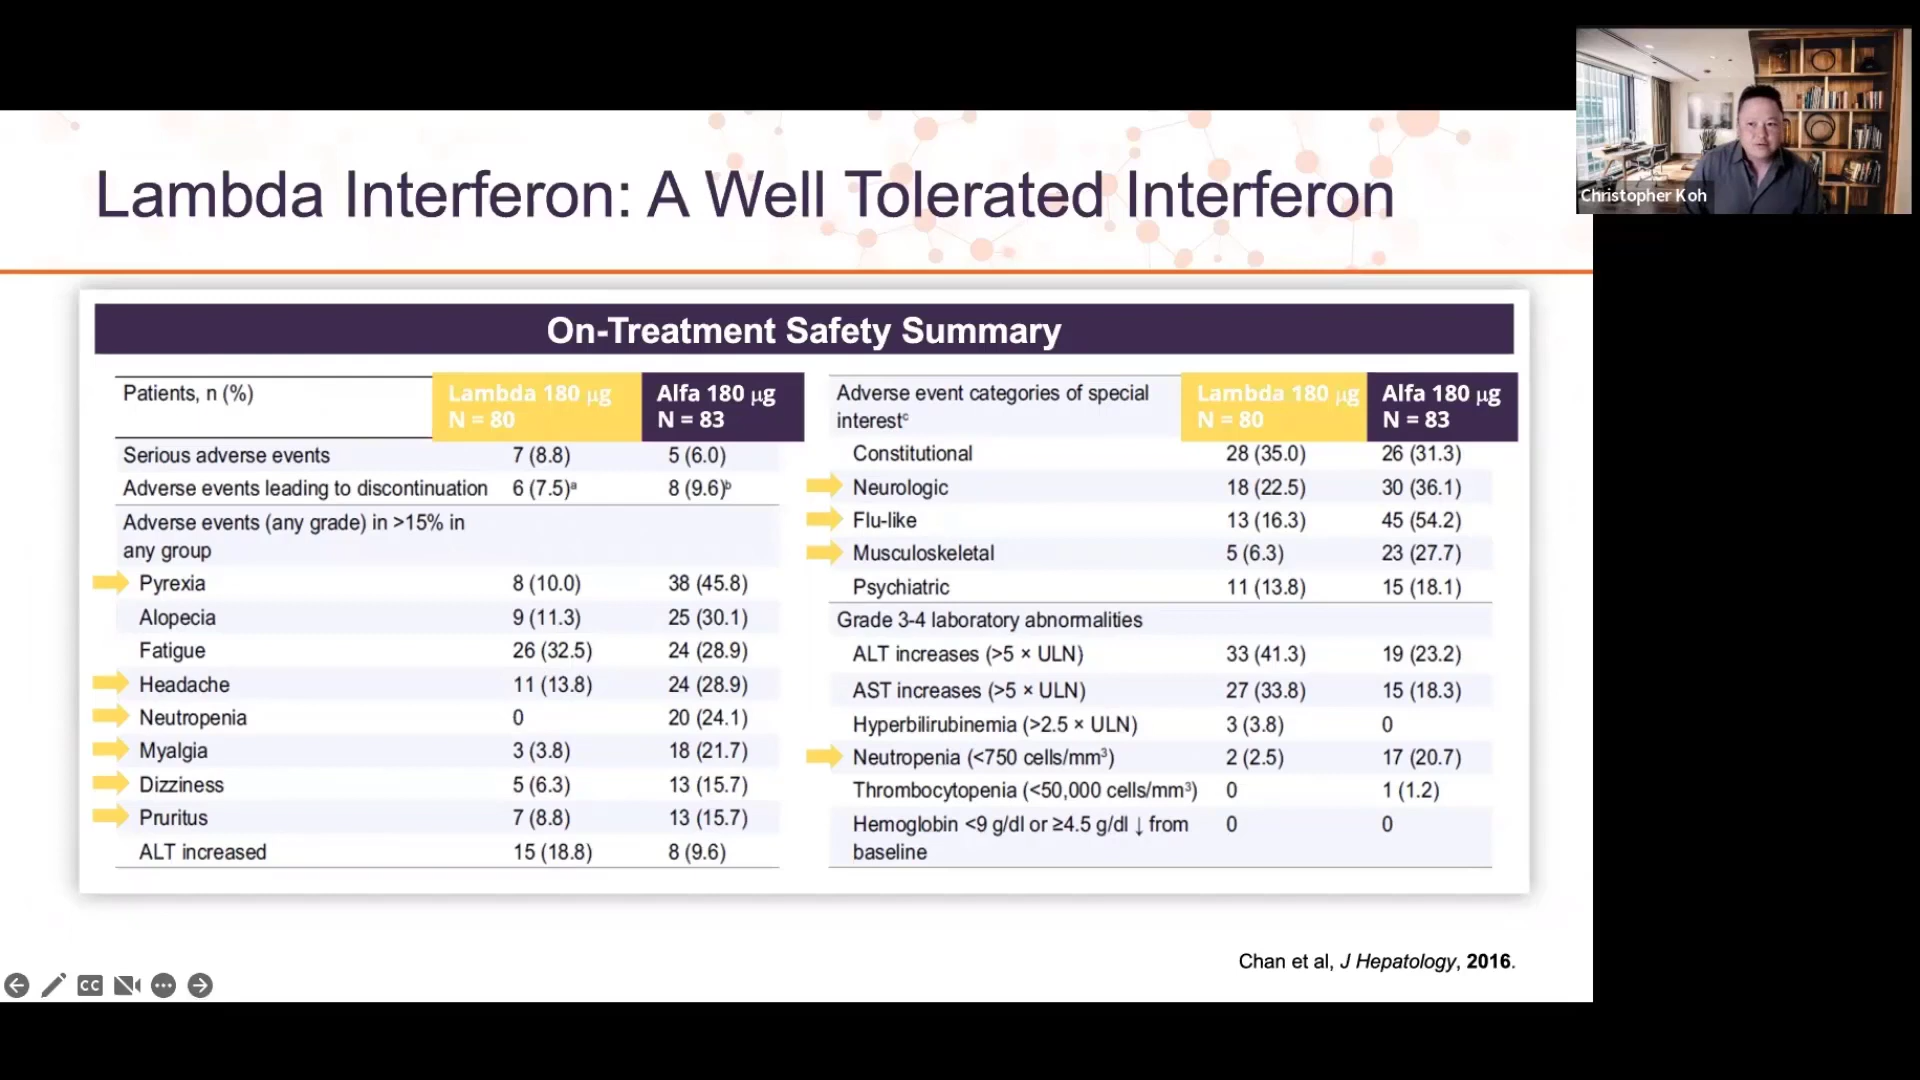 Christopher Koh
Lambda Interferon: A Well Tolerated Interferon
On-Treatment Safety Summary
Patients, n (%) Lambda 180 µg N = 80 Alfa 180 µg N = 83
Serious adverse events 7 (8.8) 5 (6.0)
Adverse events leading to discontinuation 6 (7.5)ᵃ 8 (9.6)ᵇ
Adverse events (any grade) in >15% in
any group
Pyrexia 8 (10.0) 38 (45.8)
Alopecia 9 (11.3) 25 (30.1)
Fatigue 26 (32.5) 24 (28.9)
Headache 11 (13.8) 24 (28.9)
Neutropenia 0 20 (24.1)
Myalgia 3 (3.8) 18 (21.7)
Dizziness 5 (6.3) 13 (15.7)
Pruritus 7 (8.8) 13 (15.7)
ALT increased 15 (18.8) 8 (9.6)
Adverse event categories of special
interestᶜ Lambda 180 µg N = 80 Alfa 180 µg N = 83
Constitutional 28 (35.0) 26 (31.3)
Neurologic 18 (22.5) 30 (36.1)
Flu-like 13 (16.3) 45 (54.2)
Musculoskeletal 5 (6.3) 23 (27.7)
Psychiatric 11 (13.8) 15 (18.1)
Grade 3-4 laboratory abnormalities
ALT increases (>5 × ULN) 33 (41.3) 19 (23.2)
AST increases (>5 × ULN) 27 (33.8) 15 (18.3)
Hyperbilirubinemia (>2.5 × ULN) 3 (3.8) 0
Neutropenia (<750 cells/mm³) 2 (2.5) 17 (20.7)
Thrombocytopenia (<50,000 cells/mm³) 0 1 (1.2)
Hemoglobin <9 g/dl or ≥4.5 g/dl ↓ from 0 0
baseline
Chan et al, J Hepatology, 2016.
CC